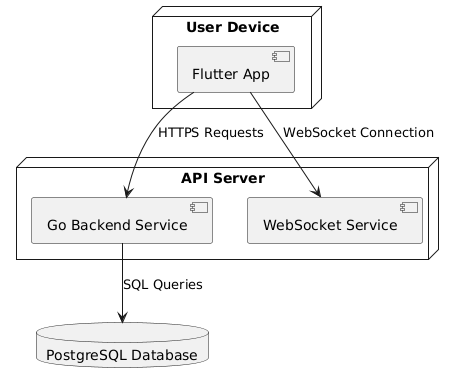 User Device
Flutter App
HTTPS Requests
WebSocket Connection
API Server
Go Backend Service
WebSocket Service
SQL Queries
PostgreSQL Database